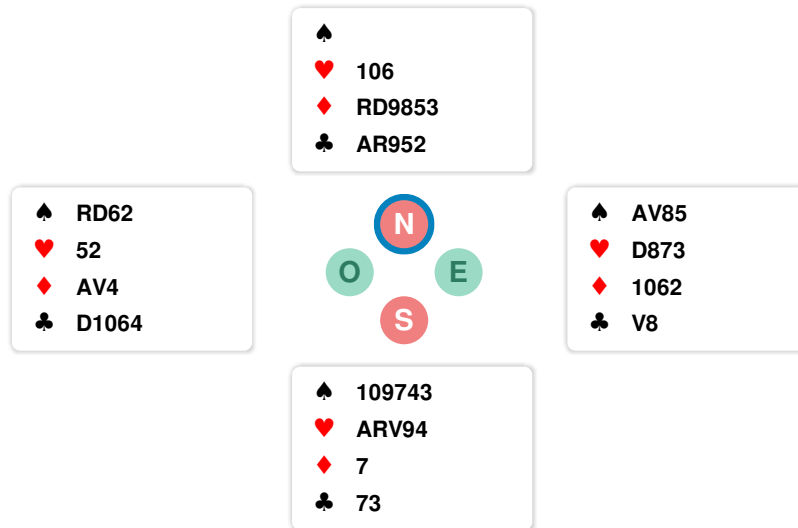 ♠
♥ 106
♦ RD9853
♣ AR952
♠ RD62
♥ 52
♦ AV4
♣ D1064
N
O E
S
♠ AV85
♥ D873
♦ 1062
♣ V8
♠ 109743
♥ ARV94
♦ 7
♣ 73